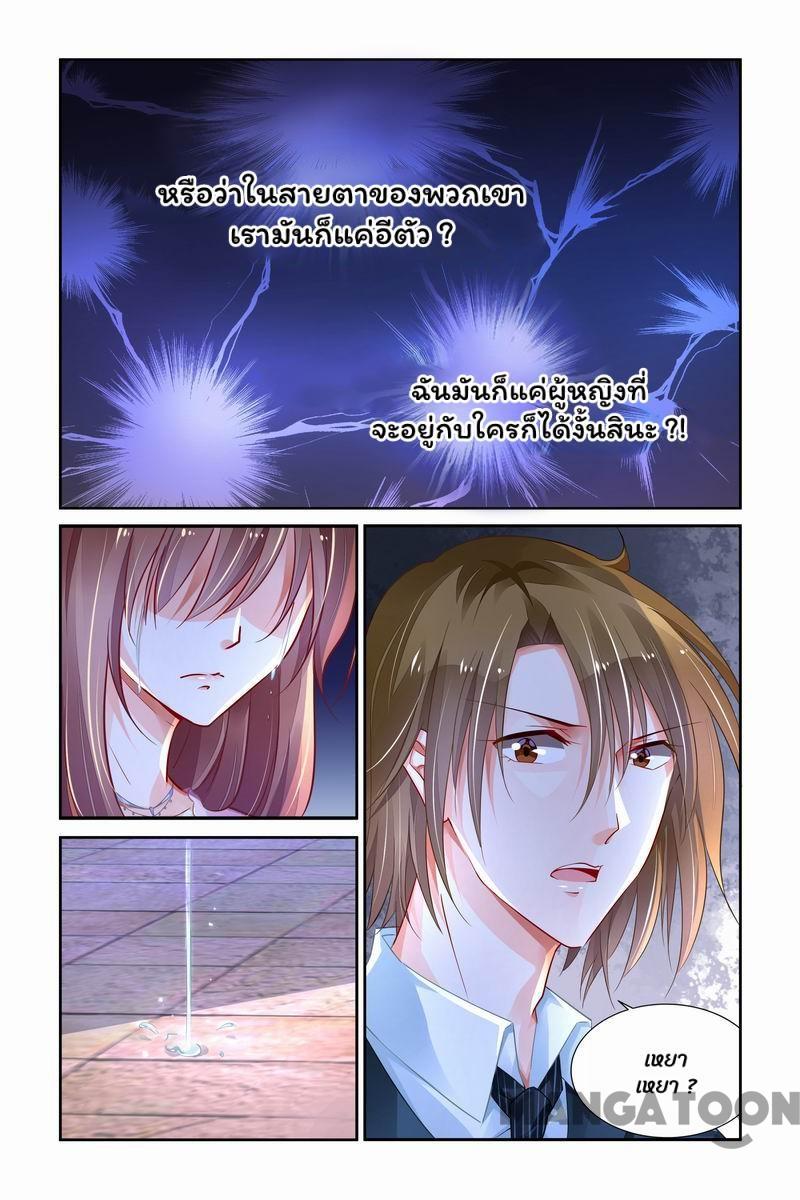 หรือว่าในสายตาของพวกเขา
เรามันก็แค่อีตัว ?
ฉันมันก็แค่ผู้หญิงที่
จะอยู่กับใครก็ได้งั้นสินะ ?!
เหยา
เหยา ?
MANGATOON